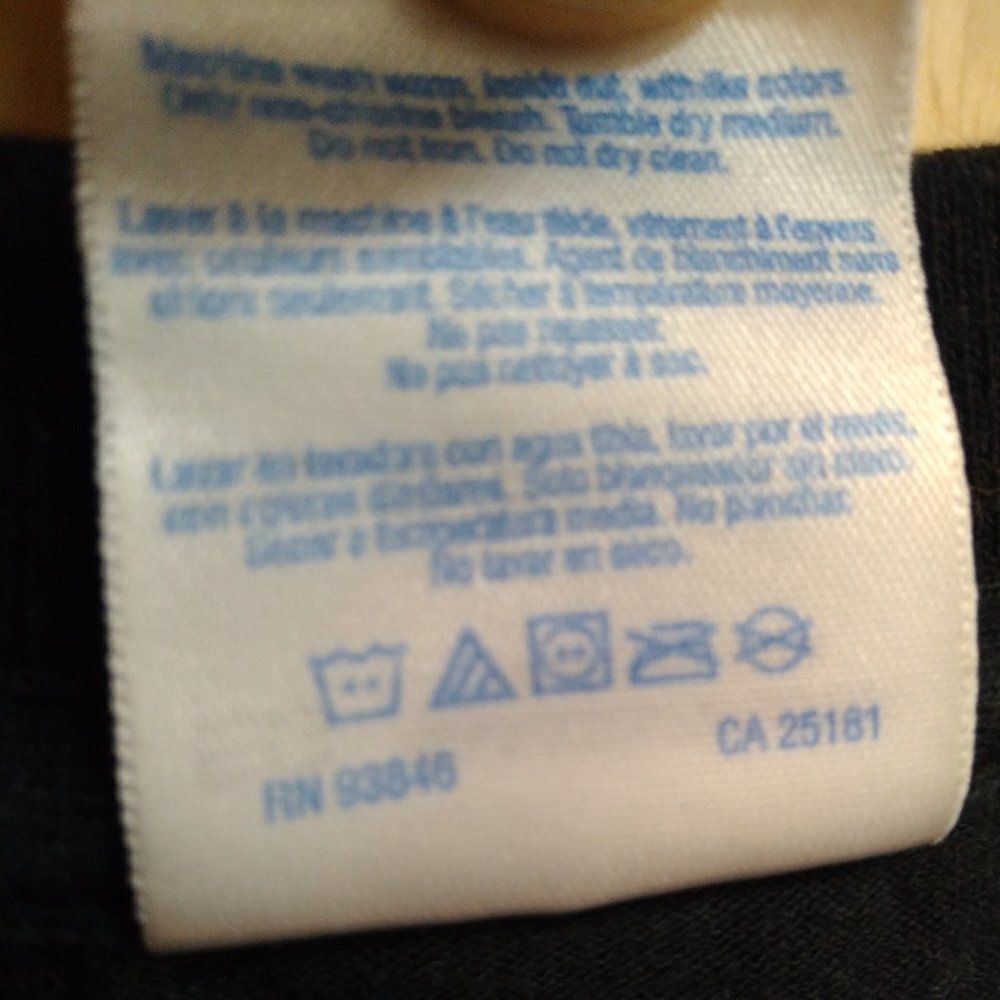 Machine wash warm, inside out, with like colors.
Only non-chlorine bleach. Tumble dry medium.
Do not iron. Do not dry clean.
Laver à la machine à l'eau tiède, vêtement à l'envers
avec couleurs semblables. Agent de blanchiment sans
chlore seulement. Sécher à température moyenne.
Ne pas repasser.
Ne pas nettoyer à sec.
Lavar en lavadora con agua tibia, lavar por el revés,
con colores similares. Solo blanqueador sin cloro.
Secar a temperatura media. No planchar.
No lavar en seco.
RN 93846
CA 25181